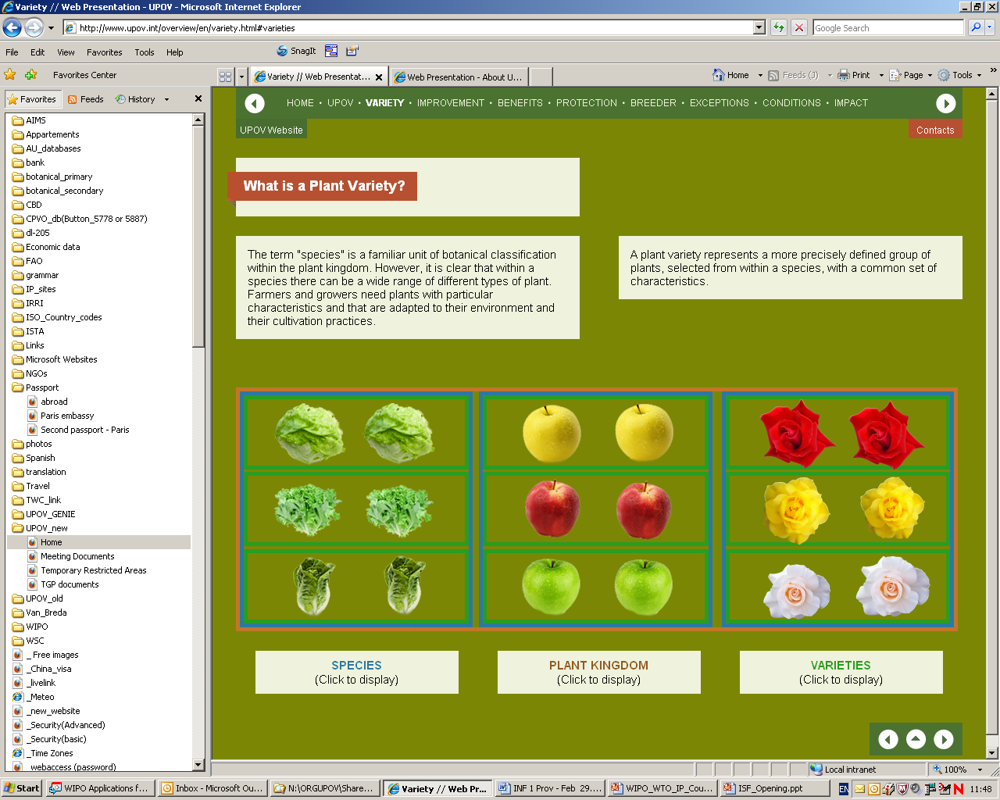 Variety // Web Presentation - UPOV - Microsoft Internet Explorer
http://www.upov.int/overview/en/variety.html#varieties
Google Search
File Edit View Favorites Tools Help
SnagIt
Favorites Center
Variety // Web Presentat...
Web Presentation - About U...
Home
Feeds (J)
Print
Page
Tools
Favorites
Feeds
History
AIMS
Appartements
AU_databases
bank
botanical_primary
botanical_secondary
CBD
CPVO_db(Button_5778 or 5887)
dl-205
Economic data
FAO
grammar
IP_sites
IRRI
ISO_Country_codes
ISTA
Links
Microsoft Websites
NGOs
Passport
abroad
Paris embassy
Second passport - Paris
photos
Spanish
translation
Travel
TWC_link
UPOV_GENIE
UPOV_new
Home
Meeting Documents
Temporary Restricted Areas
TGP documents
UPOV_old
Van_Breda
WIPO
WSC
_ Free images
_China_visa
_livelink
_Meteo
_new_website
_Security(Advanced)
_Security(basic)
_Time Zones
_webaccess (password)
HOME • UPOV • VARIETY • IMPROVEMENT • BENEFITS • PROTECTION • BREEDER • EXCEPTIONS • CONDITIONS • IMPACT
UPOV Website
Contacts
What is a Plant Variety?
The term "species" is a familiar unit of botanical classification
within the plant kingdom. However, it is clear that within a
species there can be a wide range of different types of plant.
Farmers and growers need plants with particular
characteristics and that are adapted to their environment and
their cultivation practices.
A plant variety represents a more precisely defined group of
plants, selected from within a species, with a common set of
characteristics.
SPECIES
(Click to display)
PLANT KINGDOM
(Click to display)
VARIETIES
(Click to display)
Local intranet
100%
Start
WIPO Applications f...
Inbox - Microsoft Ou...
N:\ORGUPOV\Share...
Variety // Web Pr...
INF 1 Prov - Feb 29....
WIPO_WTO_IP_Cou...
ISF_Opening.ppt
EN
11:48